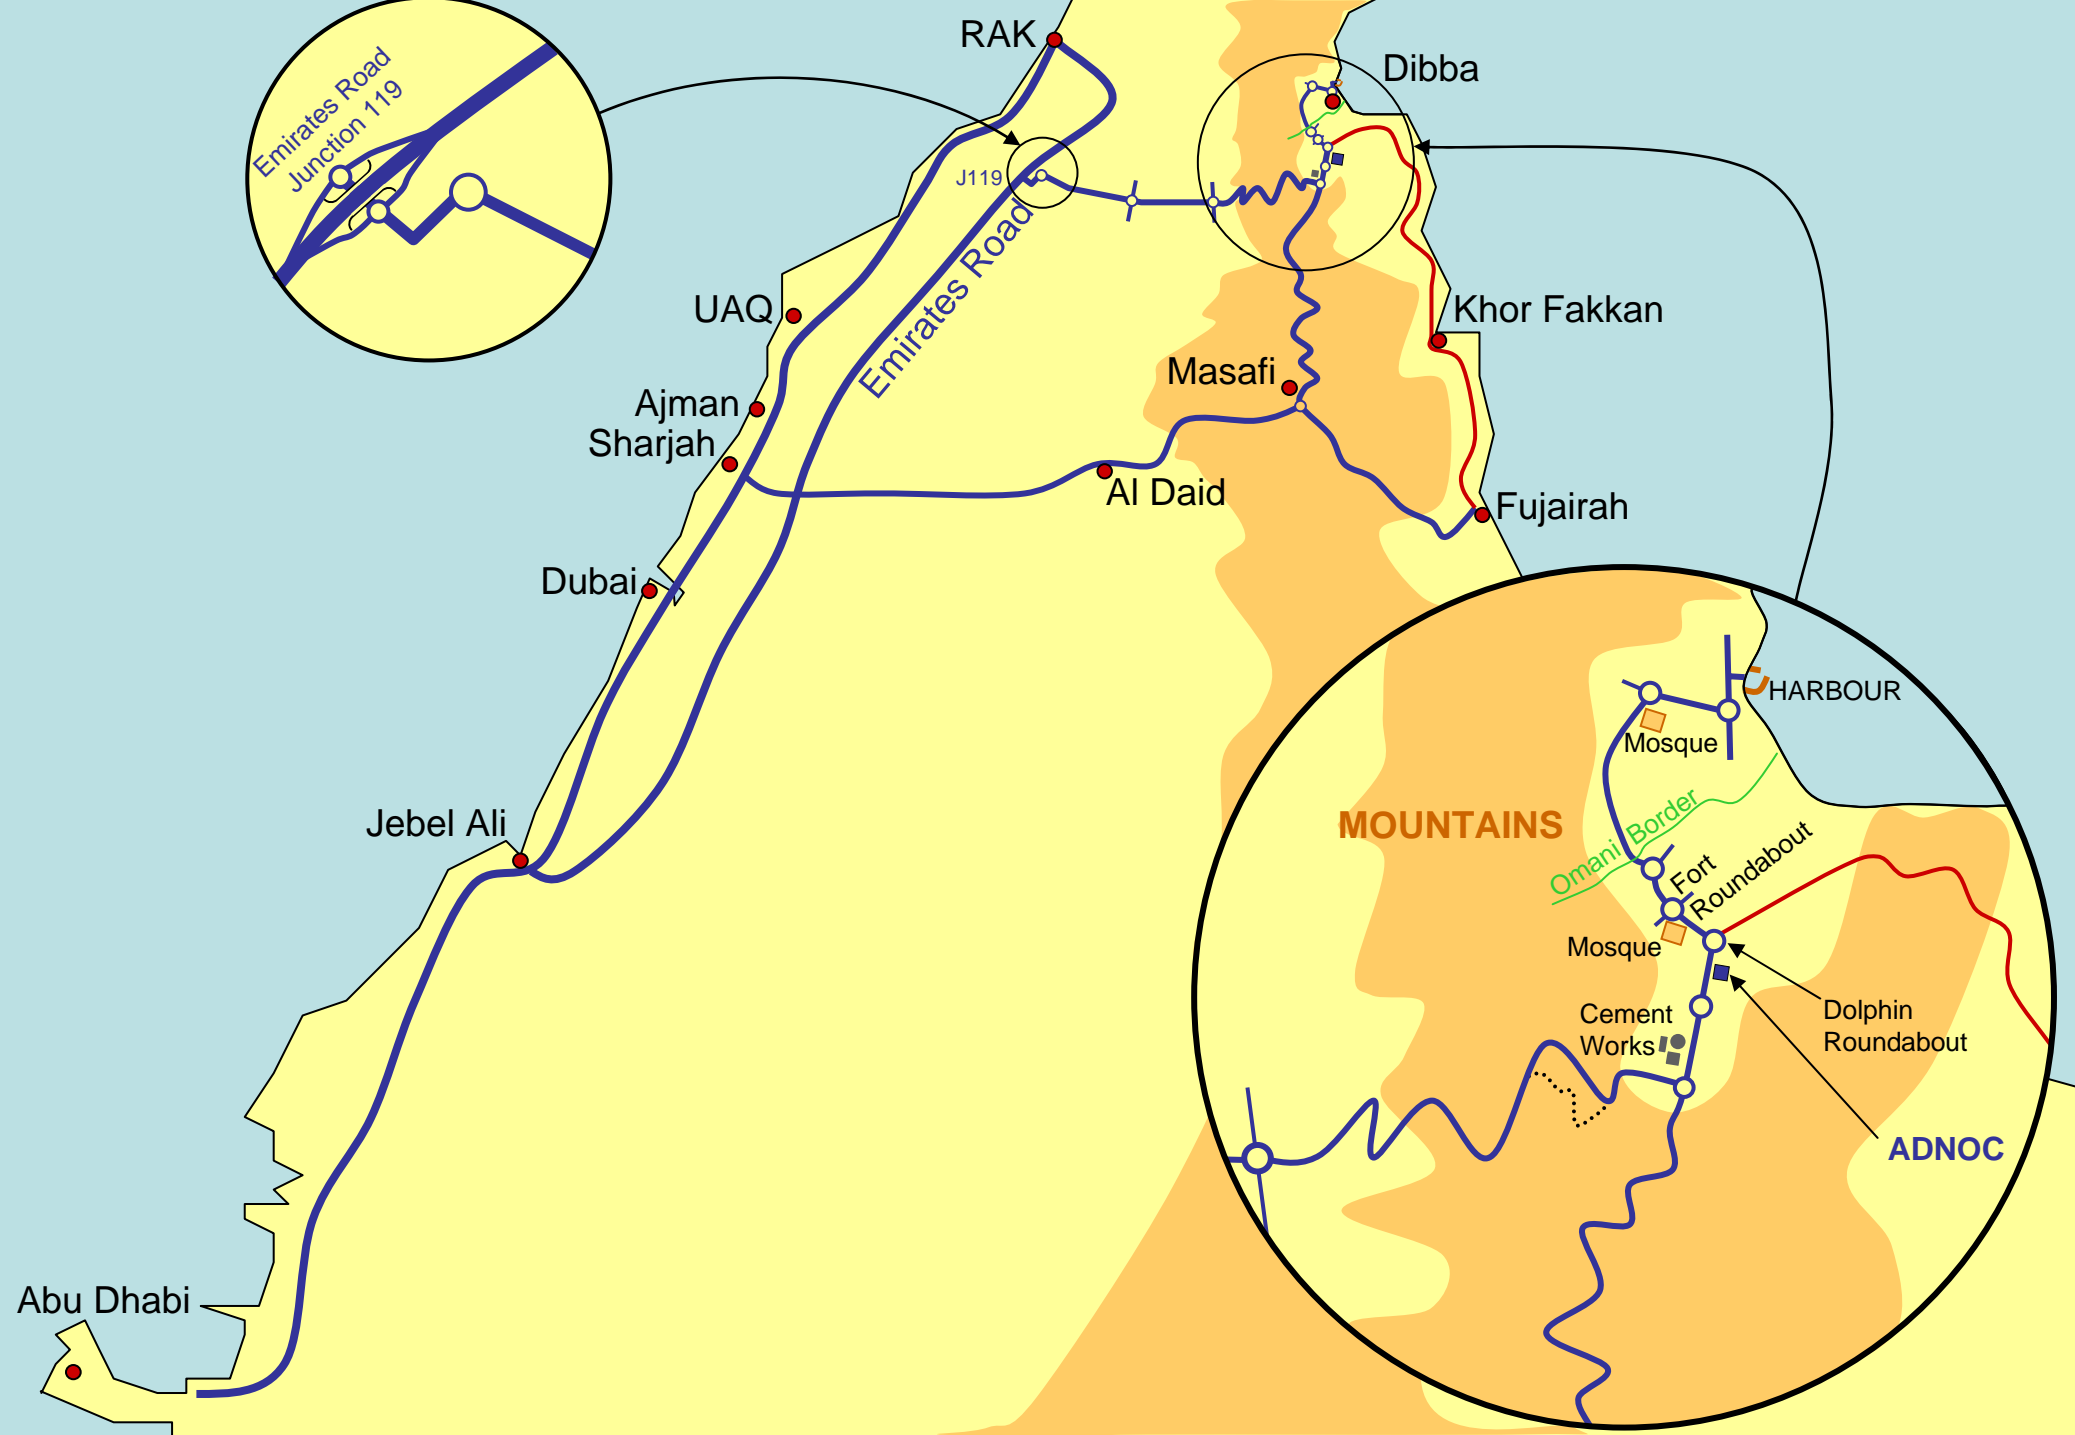 RAK
Dibba
Emirates Road
Junction 119
J119
Emirates Road
UAQ
Khor Fakkan
Masafi
Ajman
Sharjah
Al Daid
Fujairah
Dubai
HARBOUR
Mosque
Jebel Ali
MOUNTAINS
Omani Border
Fort
Roundabout
Mosque
Cement
Works
Dolphin
Roundabout
ADNOC
Abu Dhabi